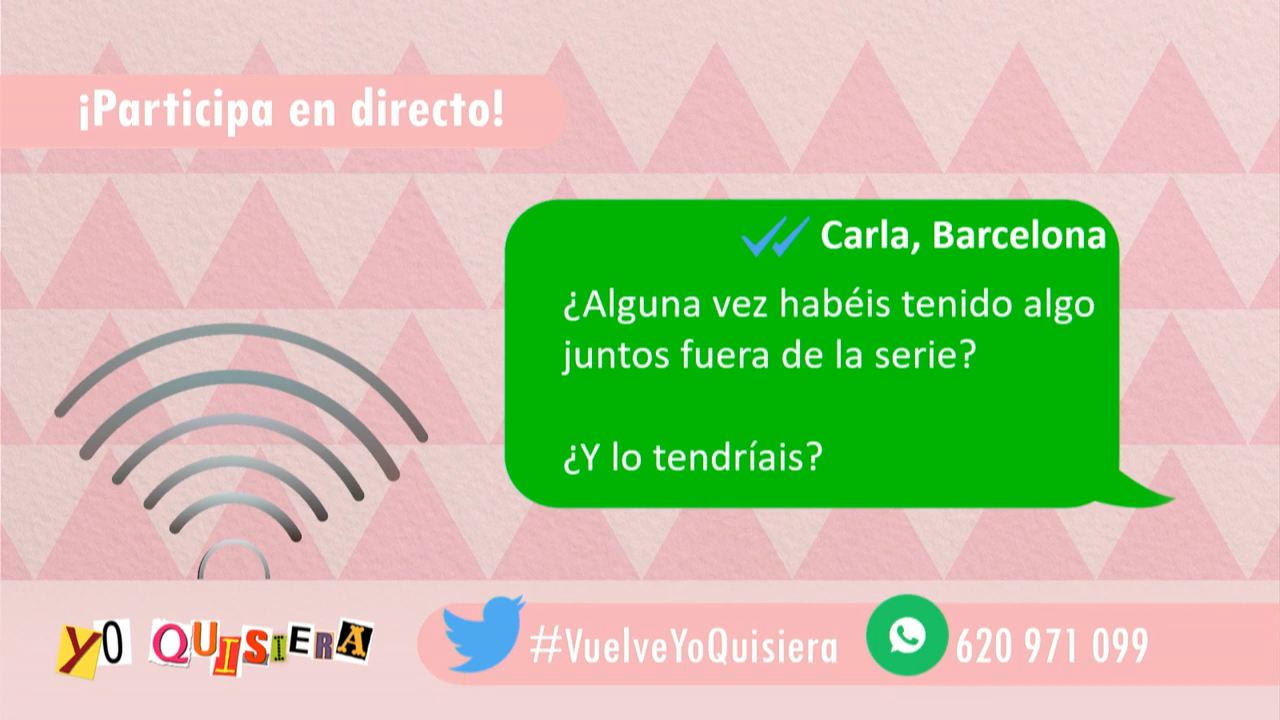 ¡Participa en directo!
Carla, Barcelona
¿Alguna vez habéis tenido algo
juntos fuera de la serie?
¿Y lo tendríais?
YO QUISIERA
#VuelveYoQuisiera
620 971 099